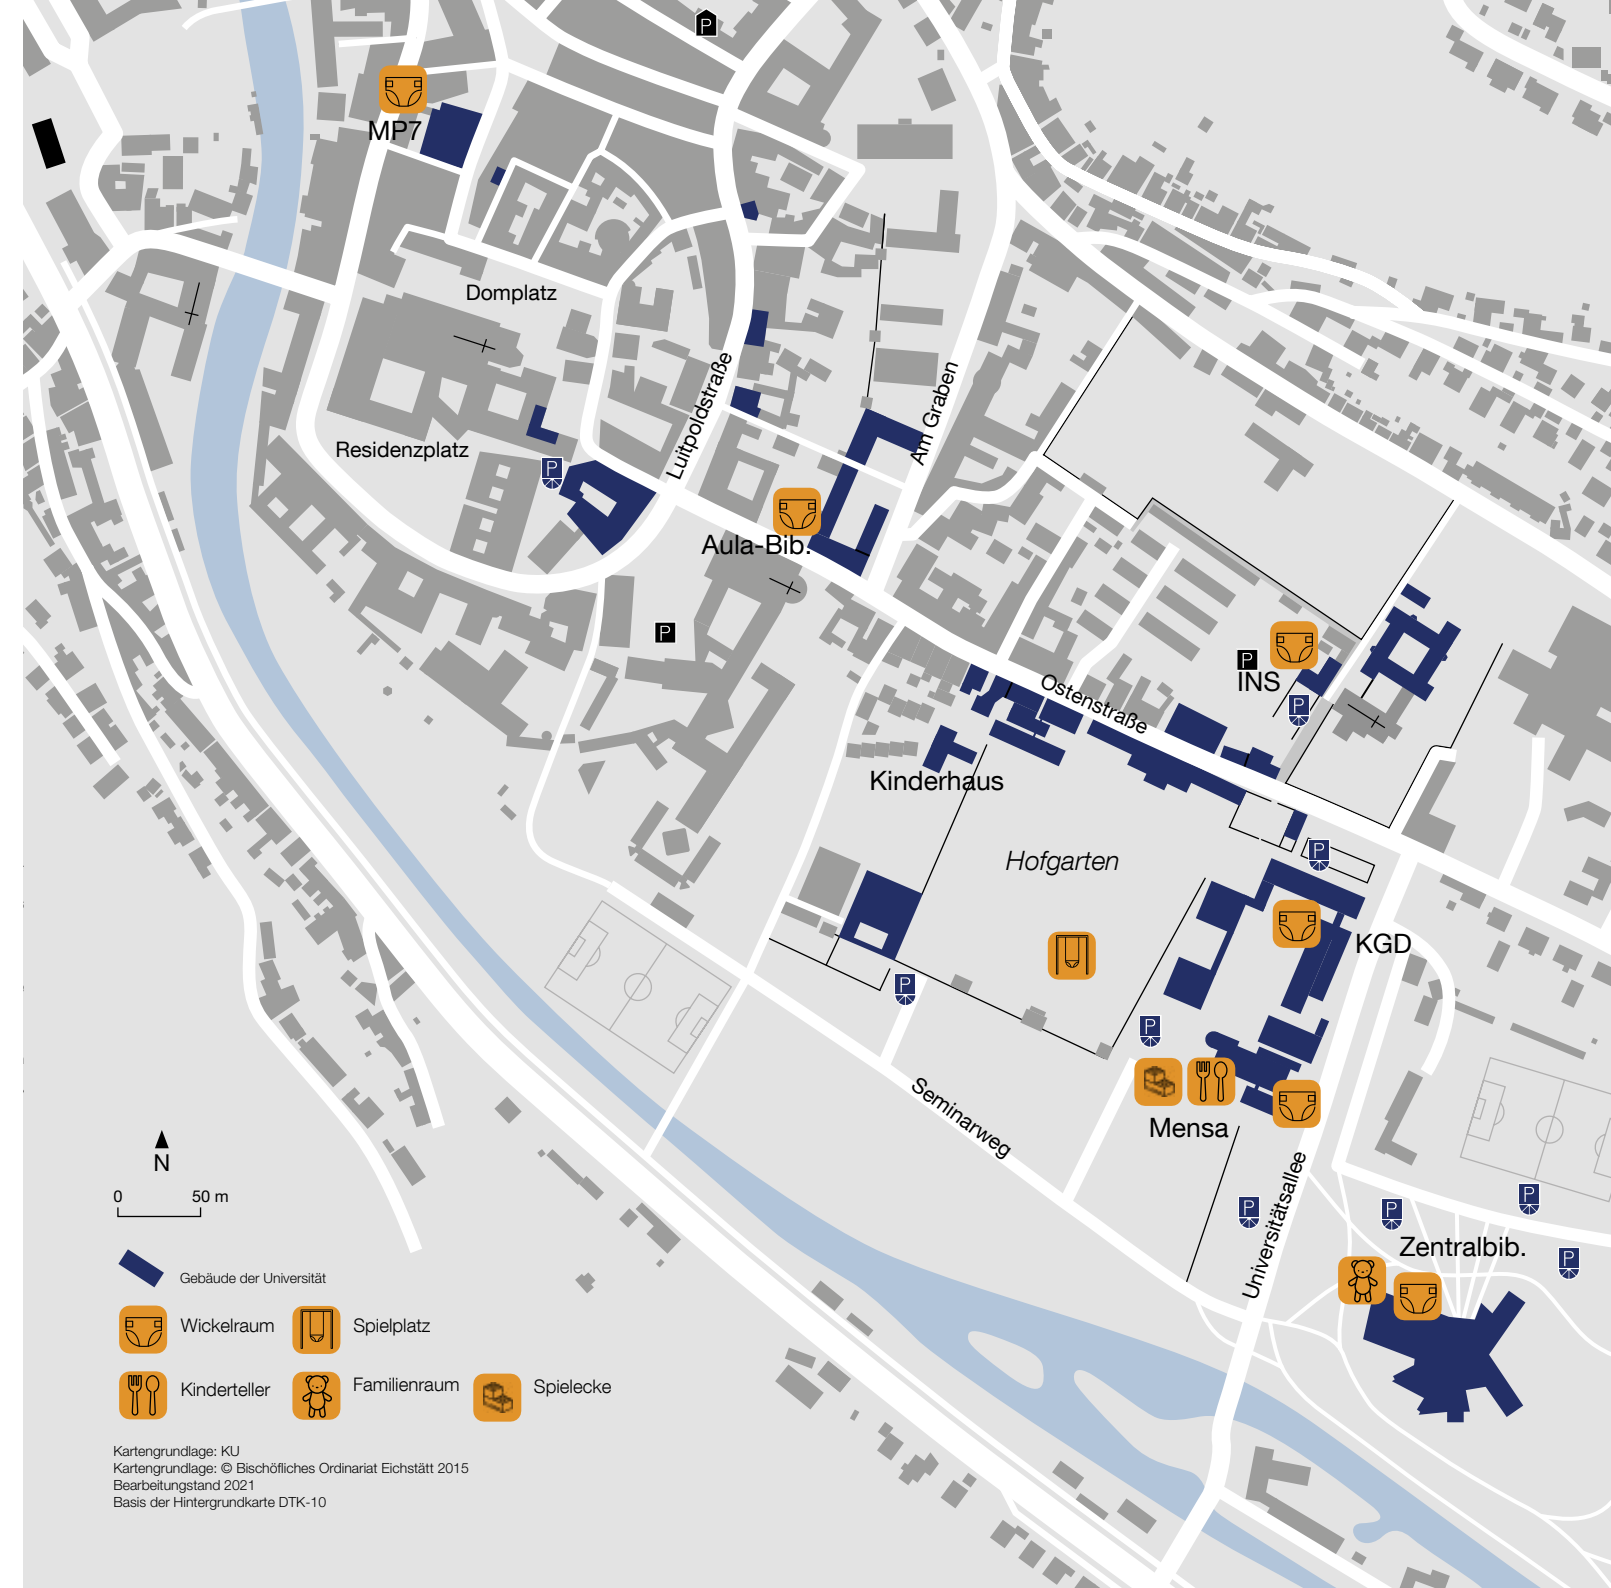 P
MP7
Domplatz
Luitpoldstraße
Am Graben
Residenzplatz
P
Aula-Bib.
P
P
INS
P
Ostenstraße
Kinderhaus
P
Hofgarten
KGD
P
P
Seminarweg
Mensa
Universitätsallee
P
P
P
Zentralbib.
P
N
0 50 m
Gebäude der Universität
Wickelraum
Spielplatz
Kinderteller
Familienraum
Spielecke
Kartengrundlage: KU
Kartengrundlage: © Bischöfliches Ordinariat Eichstätt 2015
Bearbeitungstand 2021
Basis der Hintergrundkarte DTK-10